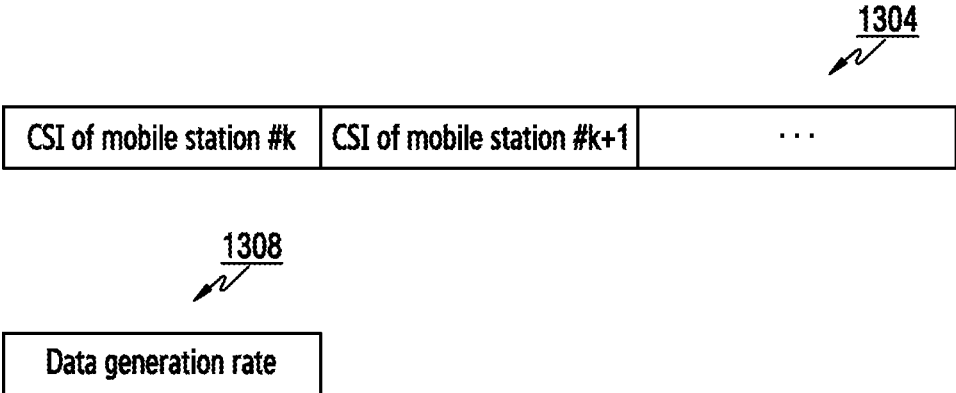 1304
CSI of mobile station #k CSI of mobile station #k+1 ...
1308
Data generation rate